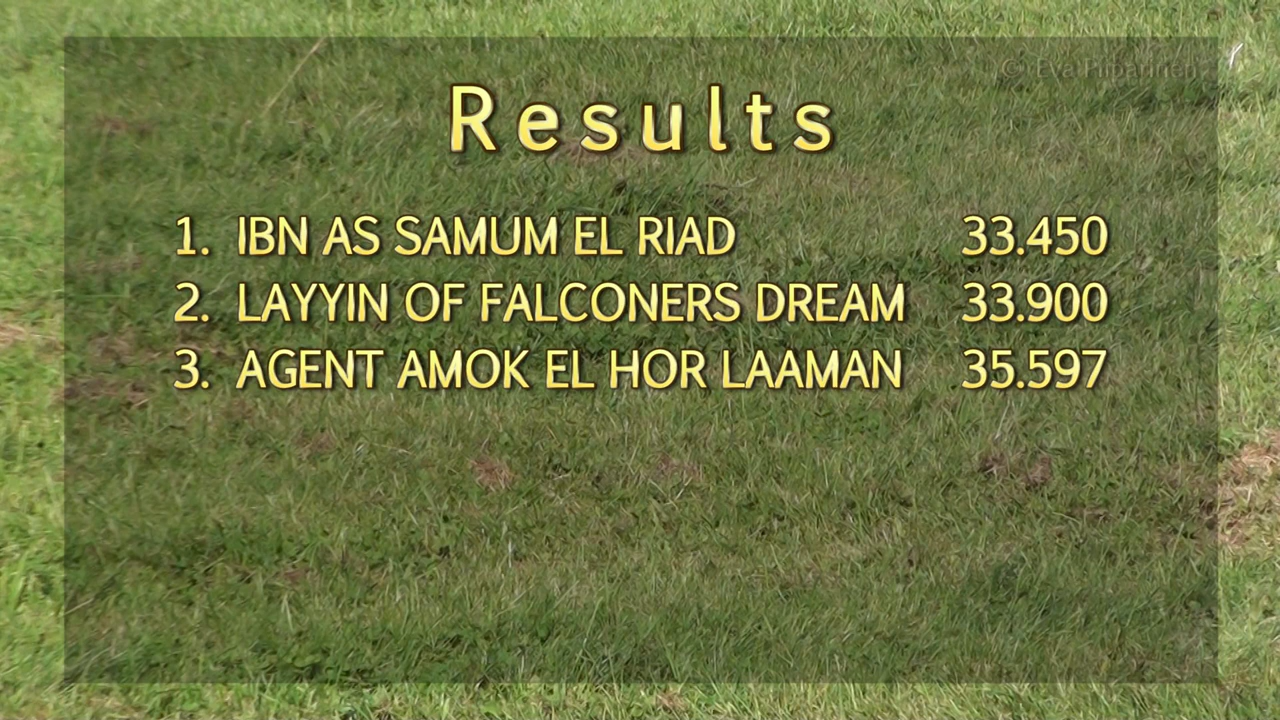 Results
1. IBN AS SAMUM EL RIAD 33.450
2. LAYYIN OF FALCONERS DREAM 33.900
3. AGENT AMOK EL HOR LAAMAN 35.597
© Eva